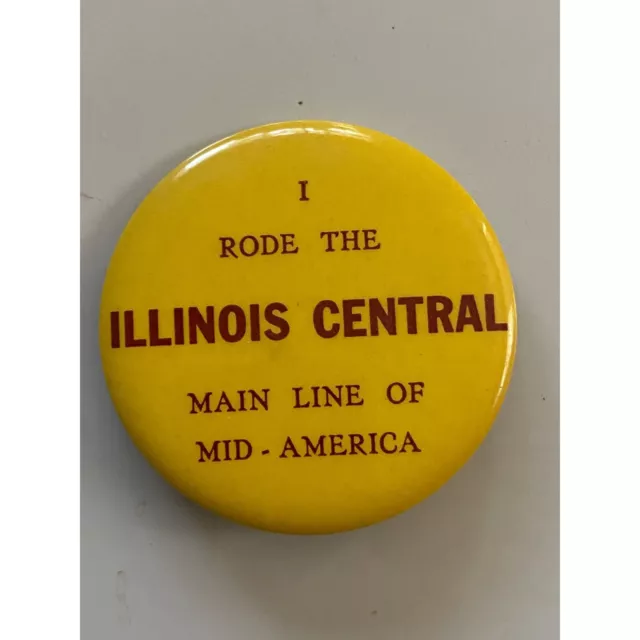 I
RODE THE
ILLINOIS CENTRAL
MAIN LINE OF
MID - AMERICA